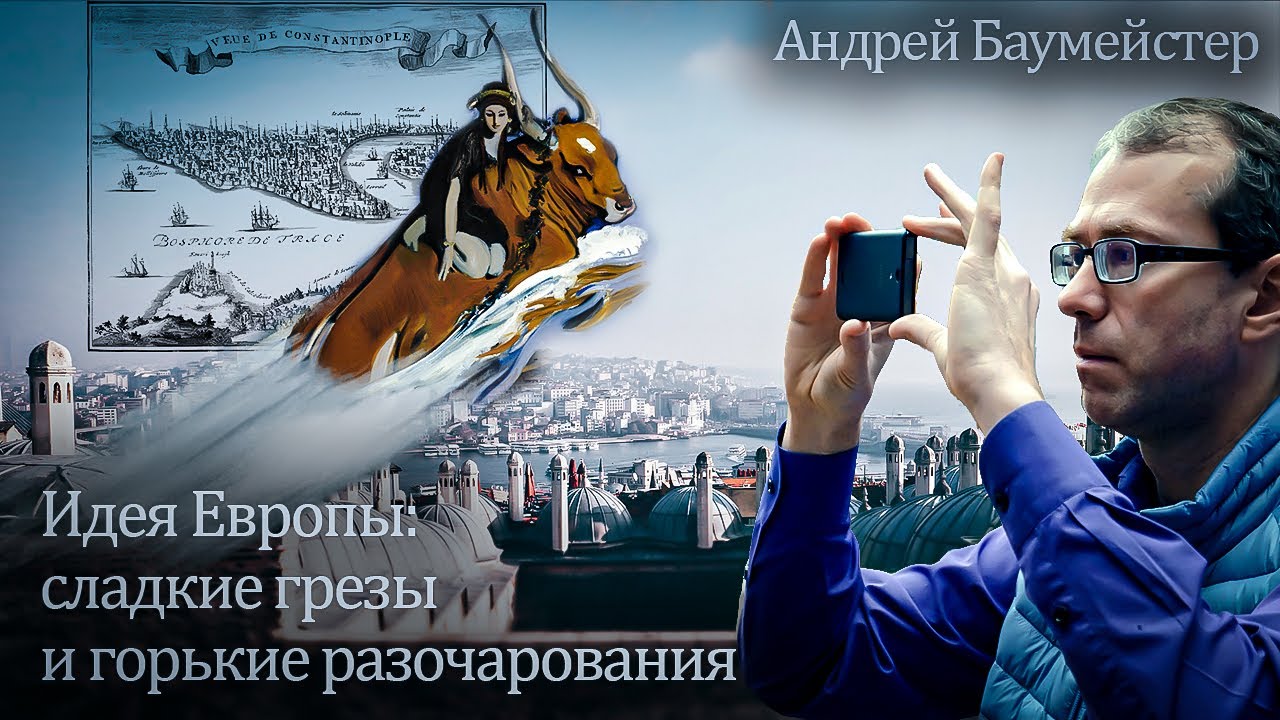 Андрей Баумейстер
VEUE DE CONSTANTINOPLE
BOSPHORE DE TRACE
Идея Европы:
сладкие грезы
и горькие разочарования